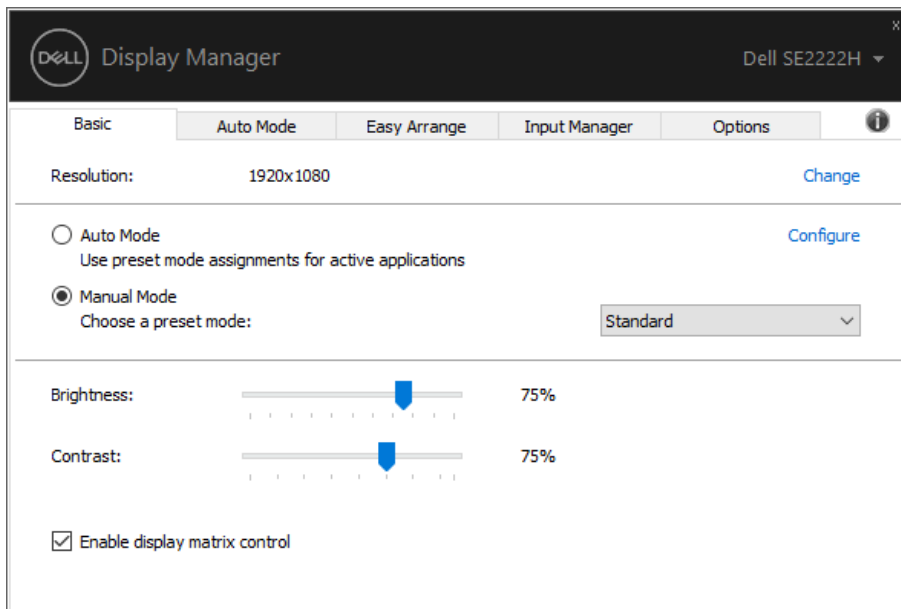 x
DELL Display Manager Dell SE2222H
Basic Auto Mode Easy Arrange Input Manager Options i
Resolution: 1920x1080 Change
Auto Mode Configure
Use preset mode assignments for active applications
Manual Mode
Choose a preset mode: Standard
Brightness: 75%
Contrast: 75%
Enable display matrix control